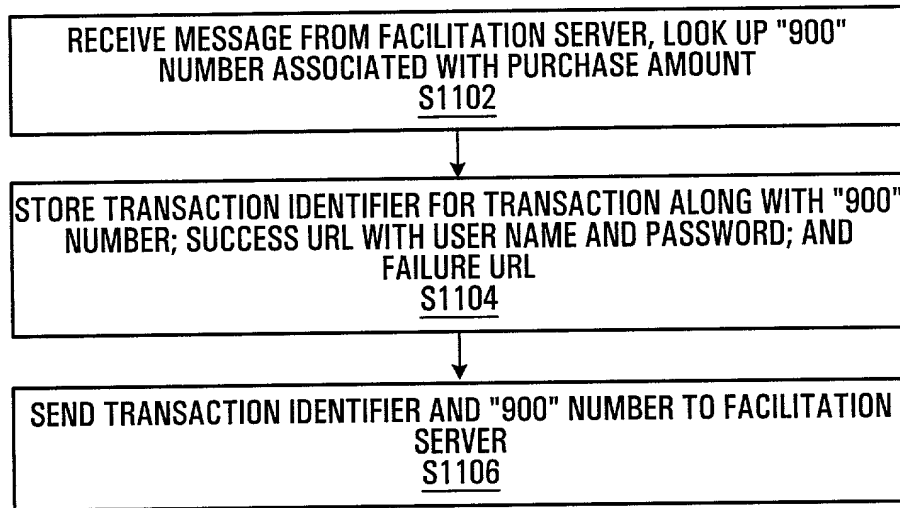 RECEIVE MESSAGE FROM FACILITATION SERVER, LOOK UP "900"
NUMBER ASSOCIATED WITH PURCHASE AMOUNT
S1102
STORE TRANSACTION IDENTIFIER FOR TRANSACTION ALONG WITH "900"
NUMBER; SUCCESS URL WITH USER NAME AND PASSWORD; AND
FAILURE URL
S1104
SEND TRANSACTION IDENTIFIER AND "900" NUMBER TO FACILITATION
SERVER
S1106